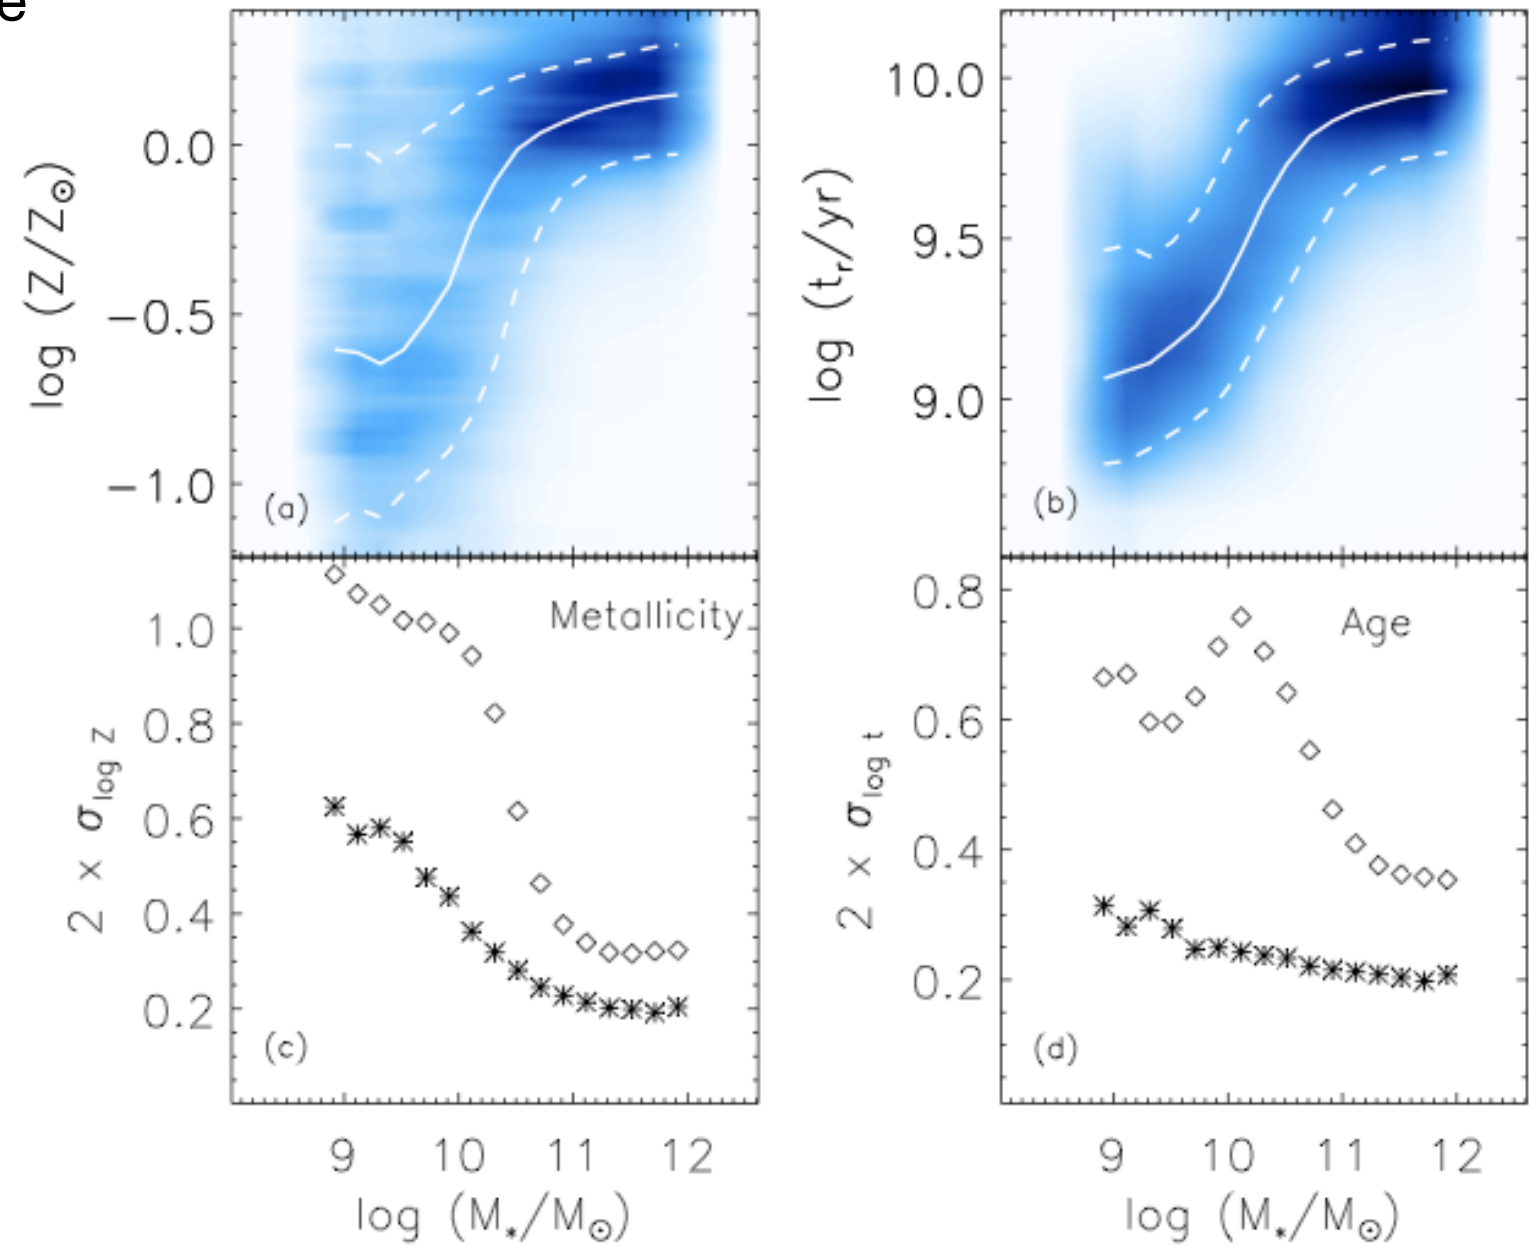 e
0.0
−0.5
−1.0
log (Z/Z⊙)
(a)
10.0
9.5
9.0
log (tr/yr)
(b)
Metallicity
1.0
0.8
0.6
0.4
0.2
2 × σlog Z
(c)
Age
0.8
0.6
0.4
0.2
2 × σlog t
(d)
9 10 11 12
log (M*/M⊙)
9 10 11 12
log (M*/M⊙)